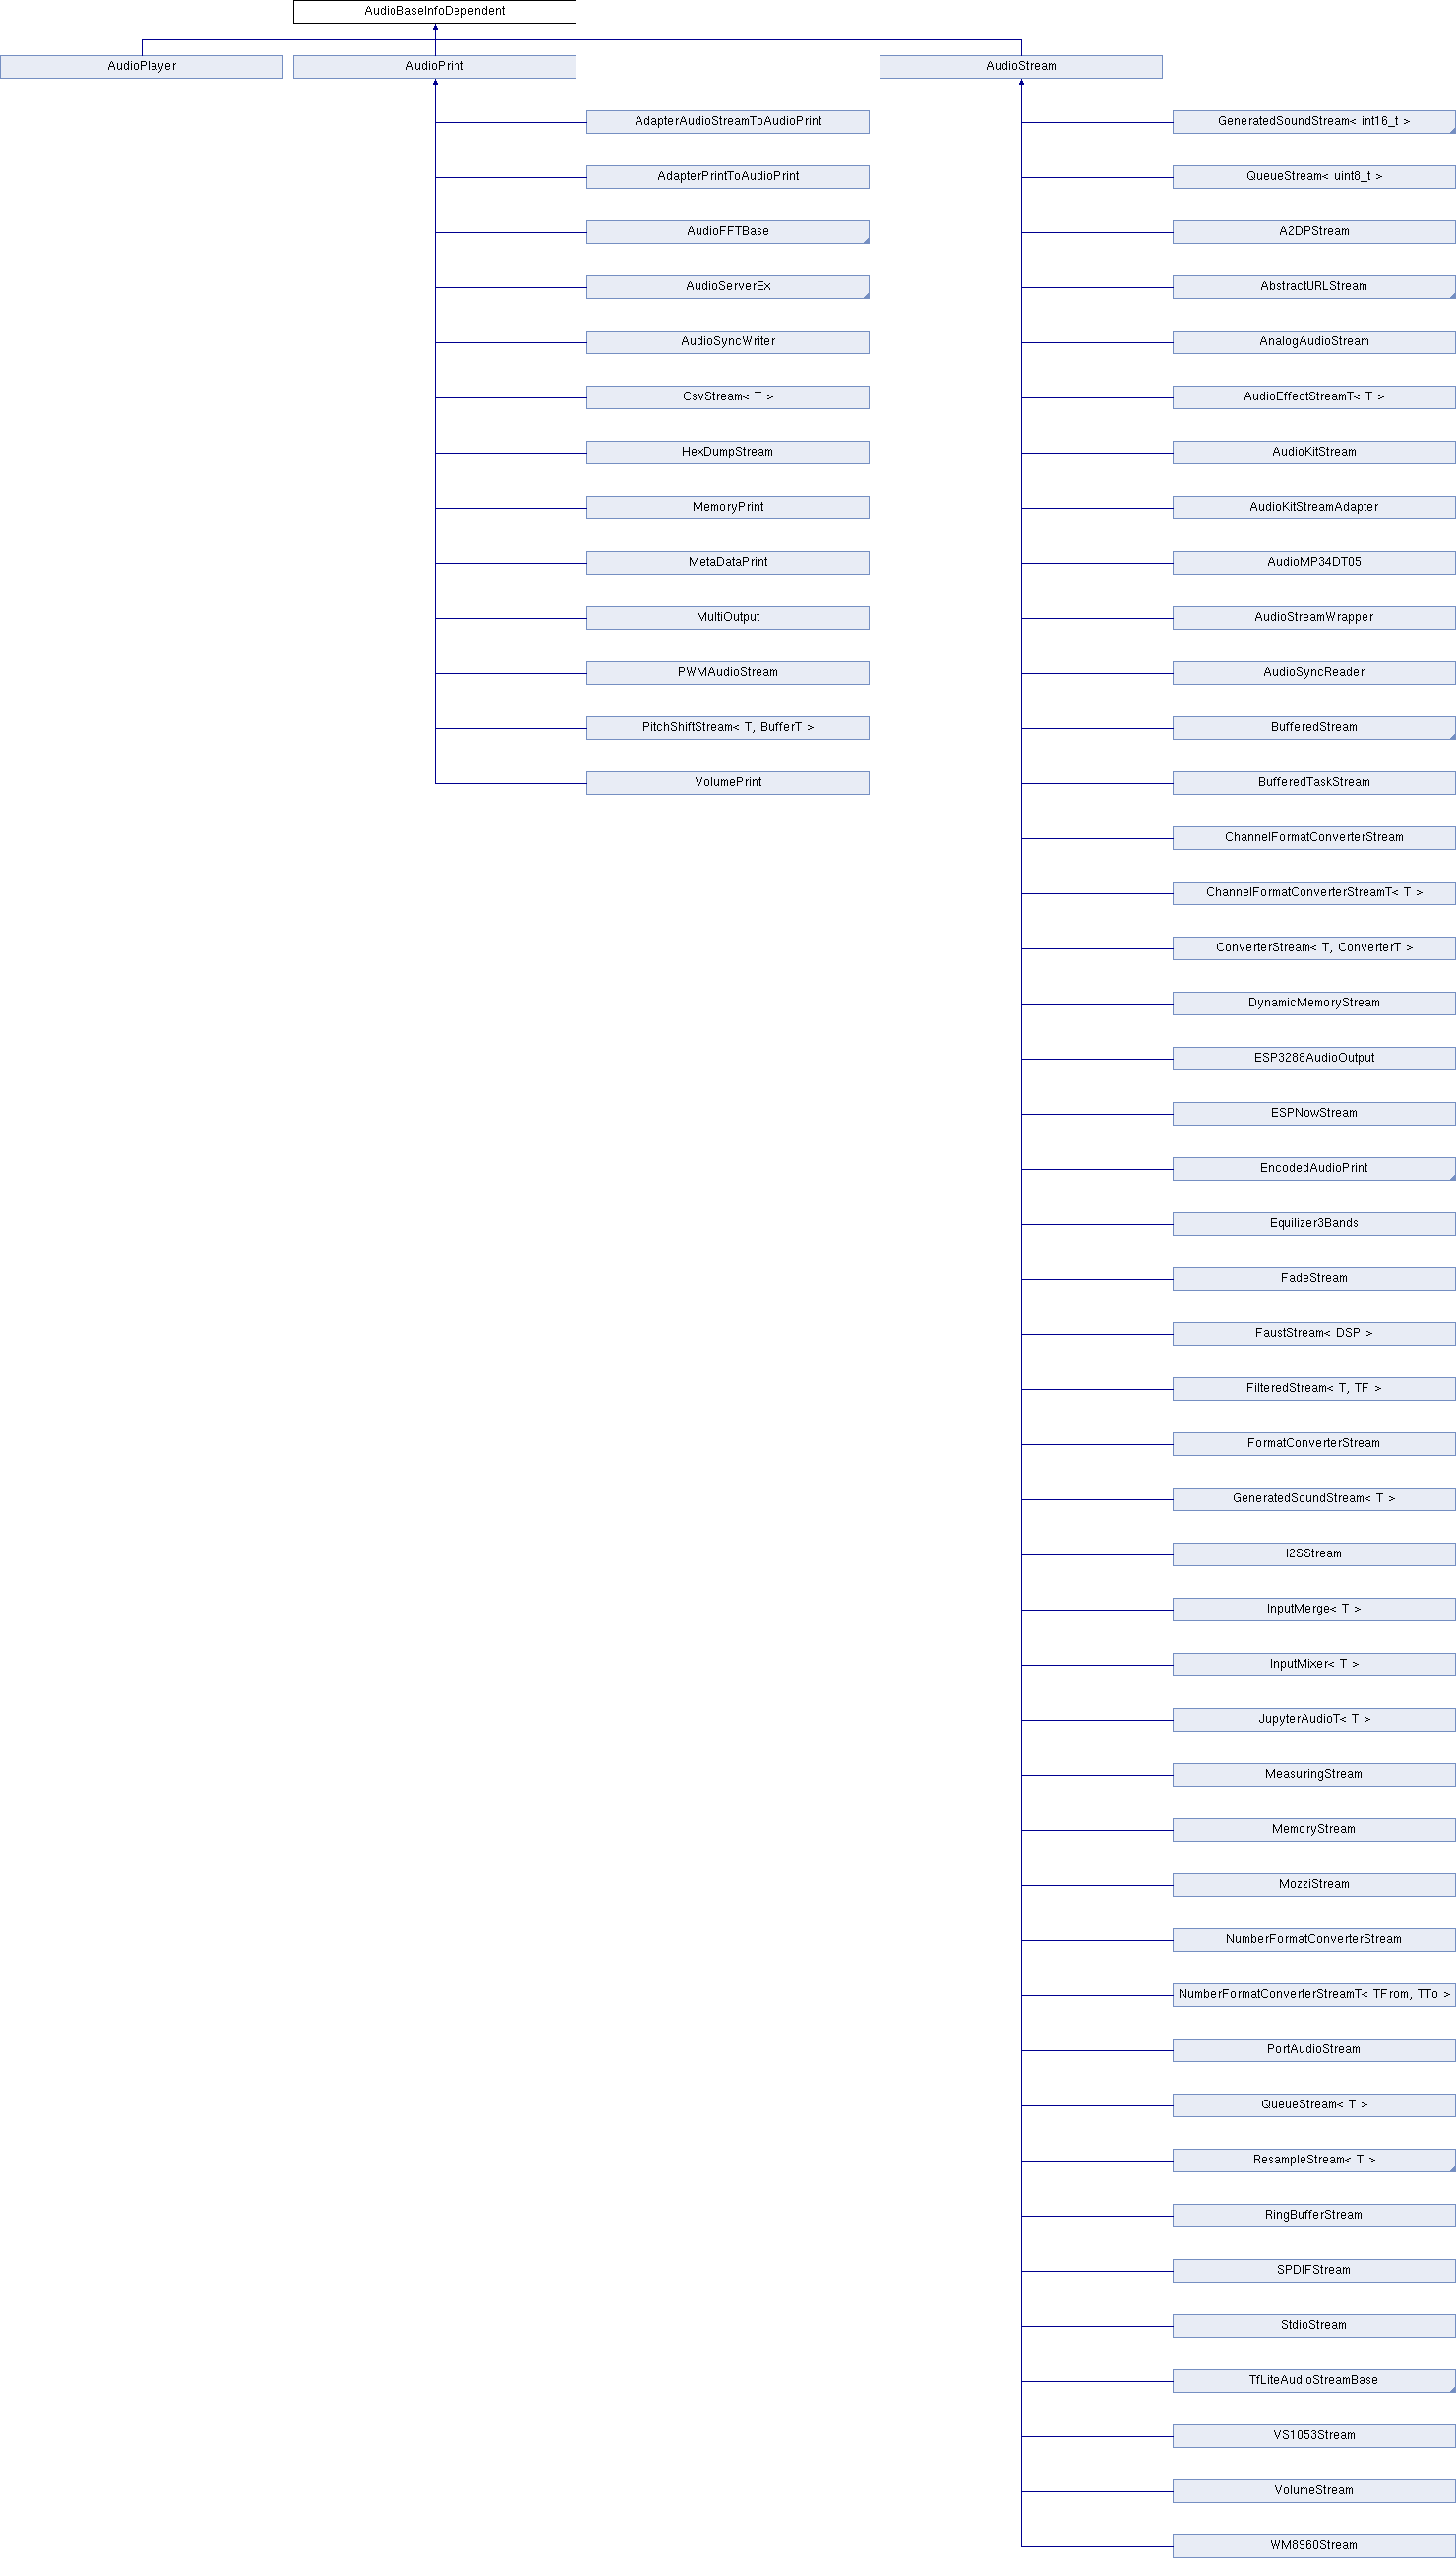 AudioBaseInfoDependent
AudioPlayer
AudioPrint
AudioStream
AdapterAudioStreamToAudioPrint
AdapterPrintToAudioPrint
AudioFFTBase
AudioServerEx
AudioSyncWriter
CsvStream< T >
HexDumpStream
MemoryPrint
MetaDataPrint
MultiOutput
PWMAudioStream
PitchShiftStream< T, BufferT >
VolumePrint
GeneratedSoundStream< int16_t >
QueueStream< uint8_t >
A2DPStream
AbstractURLStream
AnalogAudioStream
AudioEffectStreamT< T >
AudioKitStream
AudioKitStreamAdapter
AudioMP34DT05
AudioStreamWrapper
AudioSyncReader
BufferedStream
BufferedTaskStream
ChannelFormatConverterStream
ChannelFormatConverterStreamT< T >
ConverterStream< T, ConverterT >
DynamicMemoryStream
ESP3288AudioOutput
ESPNowStream
EncodedAudioPrint
Equilizer3Bands
FadeStream
FaustStream< DSP >
FilteredStream< T, TF >
FormatConverterStream
GeneratedSoundStream< T >
I2SStream
InputMerge< T >
InputMixer< T >
JupyterAudioT< T >
MeasuringStream
MemoryStream
MozziStream
NumberFormatConverterStream
NumberFormatConverterStreamT< TFrom, TTo >
PortAudioStream
QueueStream< T >
ResampleStream< T >
RingBufferStream
SPDIFStream
StdioStream
TfLiteAudioStreamBase
VS1053Stream
VolumeStream
WM8960Stream